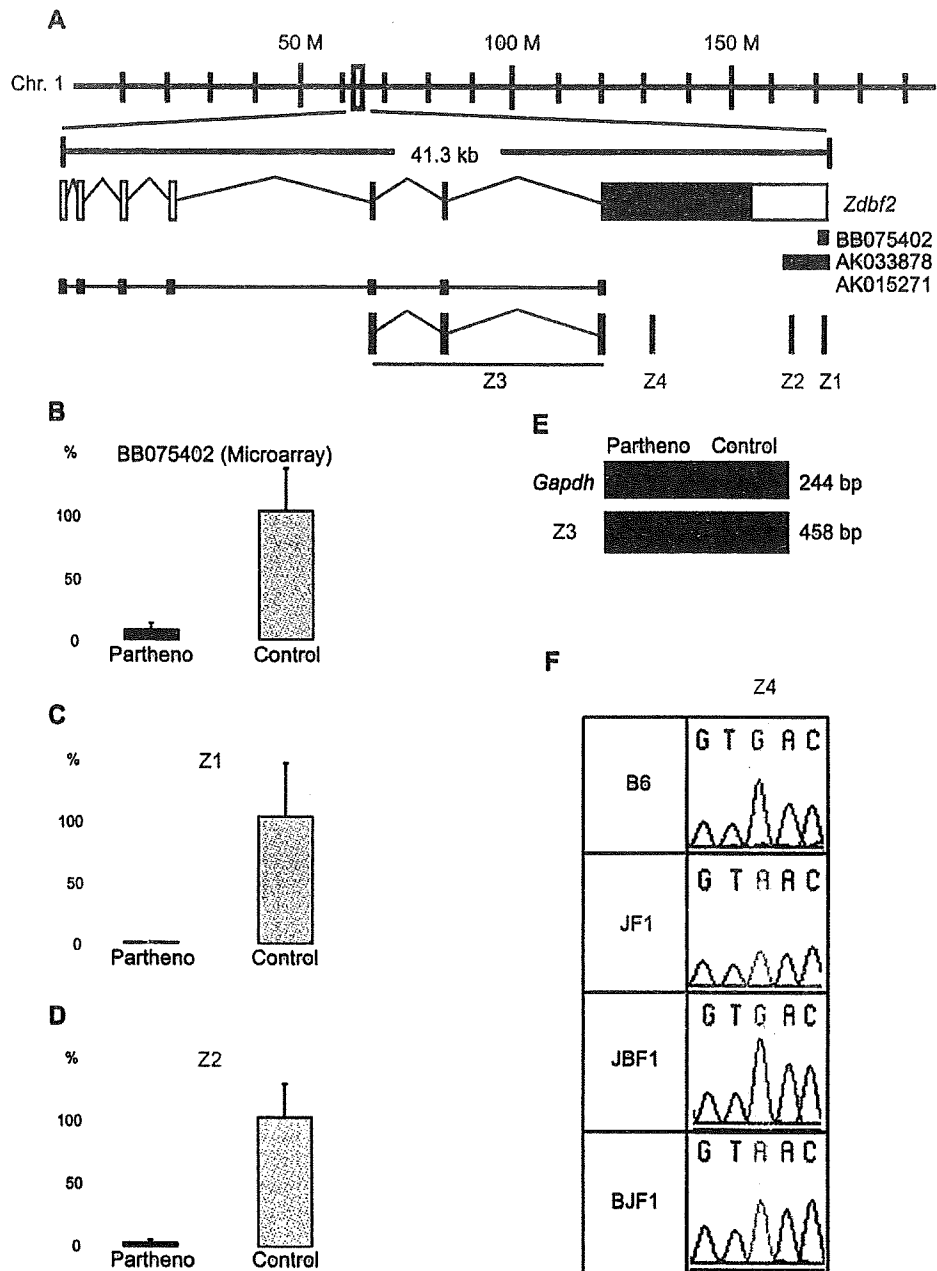 A
50 M 100 M 150 M
Chr. 1
41.3 kb
Zdbf2
BB075402
AK033878
AK015271
Z3 Z4 Z2 Z1
B
%
BB075402 (Microarray)
100
50
0
Partheno Control
C
%
Z1
100
50
0
Partheno Control
D
%
Z2
100
50
0
Partheno Control
E
Partheno Control
Gapdh 244 bp
Z3 458 bp
F
Z4
B6
G T G A C
JF1
G T A A C
JBF1
G T G A C
BJF1
G T A A C